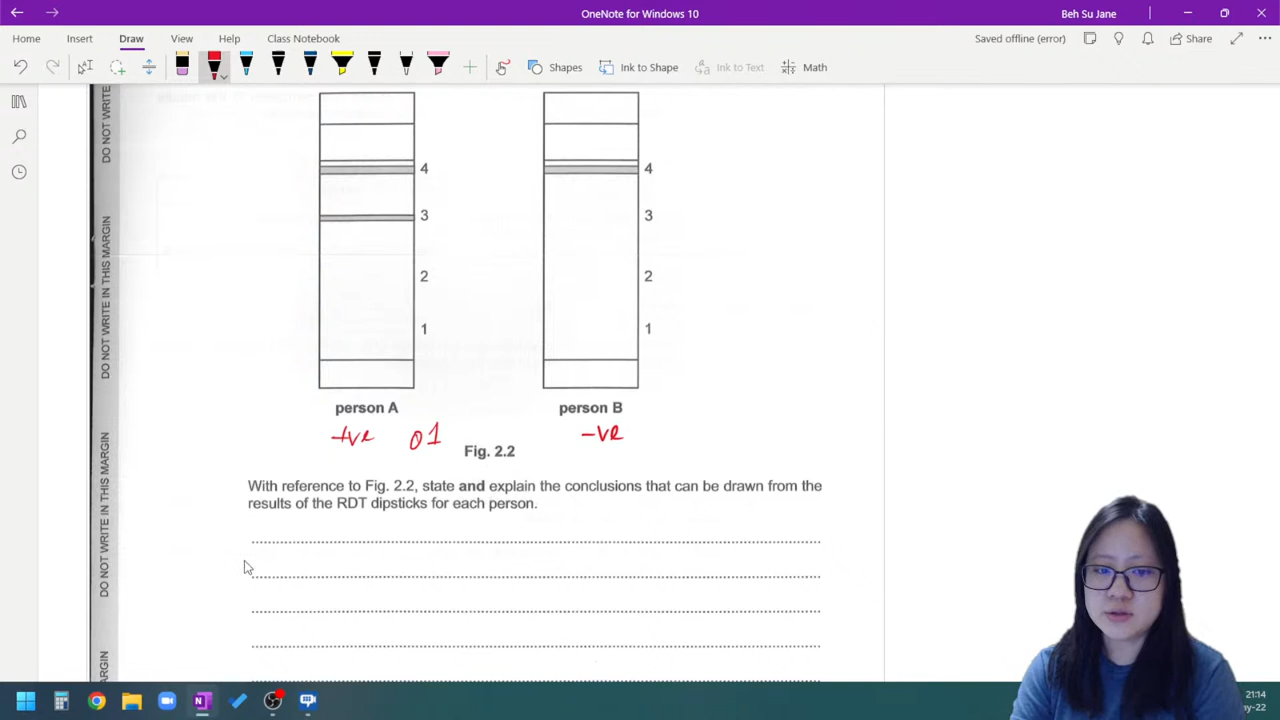 OneNote for Windows 10
Beh Su Jane
Home Insert Draw View Help Class Notebook
Saved offline (error)
Share
Shapes
Ink to Shape
Ink to Text
Math
DO NOT WRITE
DO NOT WRITE IN THIS MARGIN
DO NOT WRITE IN THIS MARGIN
IN THIS MARGIN
4 4
3 3
2 2
1 1
person A person B
+ve 01 -ve
Fig. 2.2
With reference to Fig. 2.2, state and explain the conclusions that can be drawn from the
results of the RDT dipsticks for each person.
21:14
ay-22